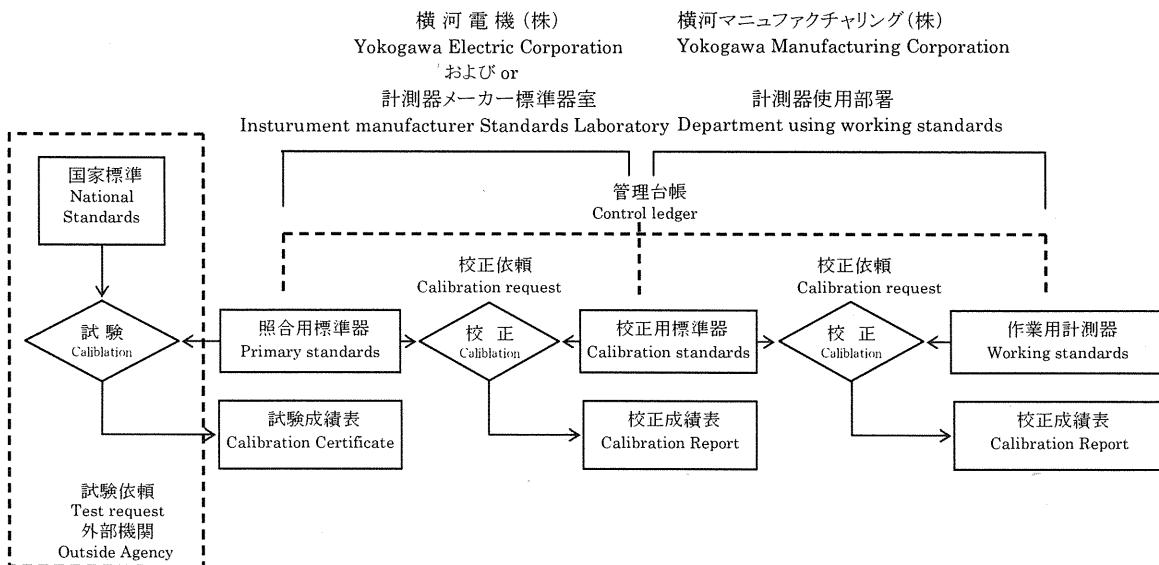 横 河 電 機 (株)
Yokogawa Electric Corporation
および or
計測器メーカー標準器室
Insturument manufacturer Standards Laboratory
横河マニュファクチャリング(株)
Yokogawa Manufacturing Corporation
計測器使用部署
Department using working standards
管理台帳
Control ledger
国家標準
National
Standards
試 験
Caliblation
照合用標準器
Primary standards
校正依頼
Calibration request
校 正
Caliblation
校正用標準器
Calibration standards
校正依頼
Calibration request
校 正
Caliblation
作業用計測器
Working standards
試験成績表
Calibration Certificate
校正成績表
Calibration Report
校正成績表
Calibration Report
試験依頼
Test request
外部機関
Outside Agency